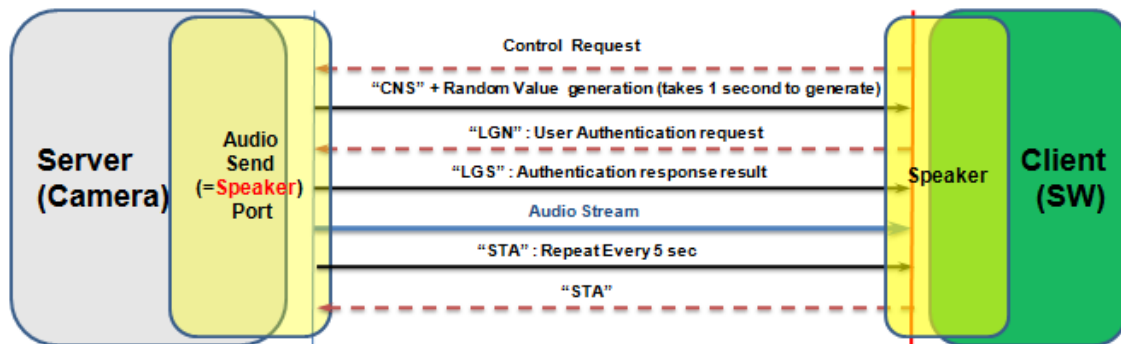 Server
(Camera)
Audio
Send
(=Speaker)
Port
Control Request
“CNS” + Random Value generation (takes 1 second to generate)
“LGN” : User Authentication request
“LGS” : Authentication response result
Audio Stream
“STA” : Repeat Every 5 sec
“STA”
Speaker
Client
(SW)